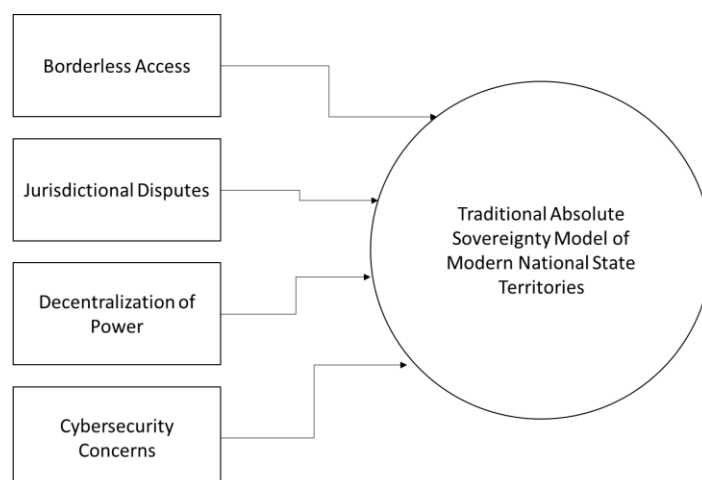 Borderless Access
Jurisdictional Disputes
Decentralization of
Power
Cybersecurity
Concerns
Traditional Absolute
Sovereignty Model of
Modern National State
Territories